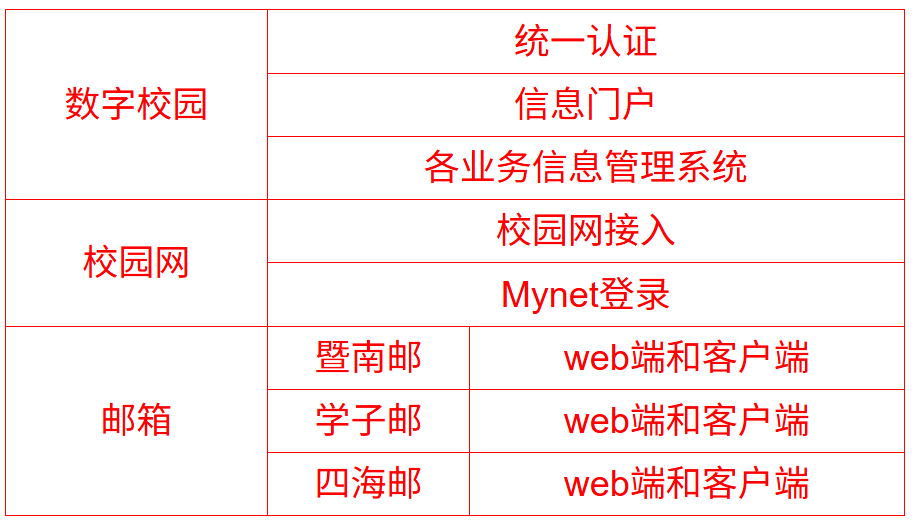 数字校园
统一认证
信息门户
各业务信息管理系统
校园网
校园网接入
Mynet登录
邮箱
暨南邮 web端和客户端
学子邮 web端和客户端
四海邮 web端和客户端